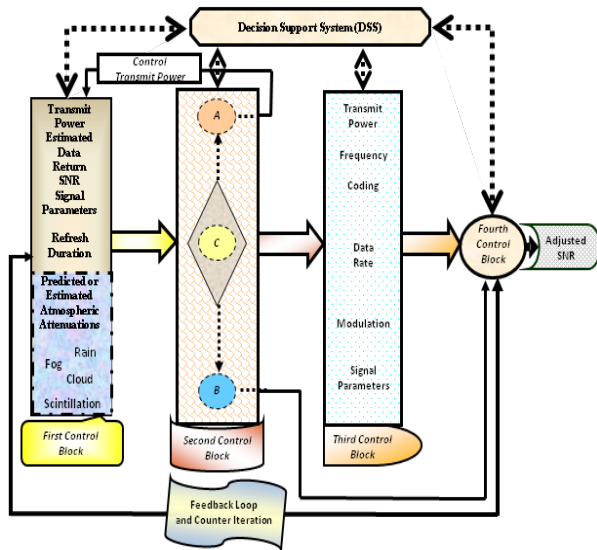 Decision Support System (DSS)
Control
Transmit Power
Transmit
Power
Estimated
Data
Return
SNR
Signal
Parameters
Refresh
Duration
Predicted or
Estimated
Atmospheric
Attenuations
Rain
Fog
Cloud
Scintillation
First Control
Block
A
C
B
Second Control
Block
Transmit
Power
Frequency
Coding
Data
Rate
Modulation
Signal
Parameters
Third Control
Block
Fourth
Control
Block
Adjusted
SNR
Feedback Loop
and Counter Iteration